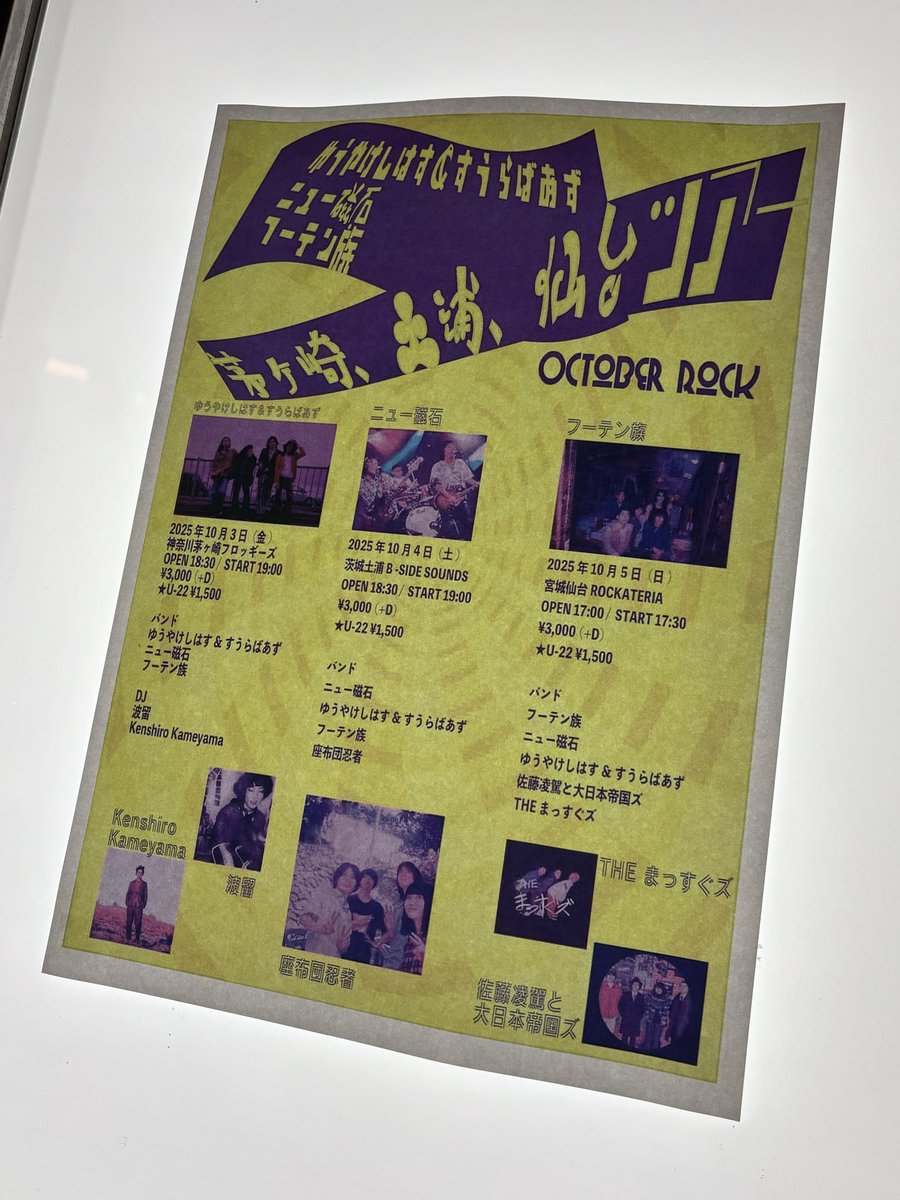 ゆうやけしはす&すうらばあず
ニュー磁石
フーテン族
茅ヶ崎、土浦、仙台ツアー
OCTOBER ROCK
ゆうやけしはす&すうらばあず
2025年10月3日（金）
神奈川茅ヶ崎フロッギーズ
OPEN 18:30 / START 19:00
¥3,000（+D）
★U-22 ¥1,500
バンド
ゆうやけしはす & すうらばあず
ニュー磁石
フーテン族
DJ
波留
Kenshiro Kameyama
ニュー磁石
2025年10月4日（土）
茨城土浦 B -SIDE SOUNDS
OPEN 18:30 / START 19:00
¥3,000（+D）
★U-22 ¥1,500
バンド
ニュー磁石
ゆうやけしはす & すうらばあず
フーテン族
座布団忍者
フーテン族
2025年10月5日（日）
宮城仙台 ROCKATERIA
OPEN 17:00 / START 17:30
¥3,000（+D）
★U-22 ¥1,500
バンド
フーテン族
ニュー磁石
ゆうやけしはす & すうらばあず
佐藤凌駕と大日本帝国ズ
THE まっすぐズ
Kenshiro
Kameyama
波留
座布団忍者
THE
まっすぐズ
THE まっすぐズ
佐藤凌駕と
大日本帝国ズ